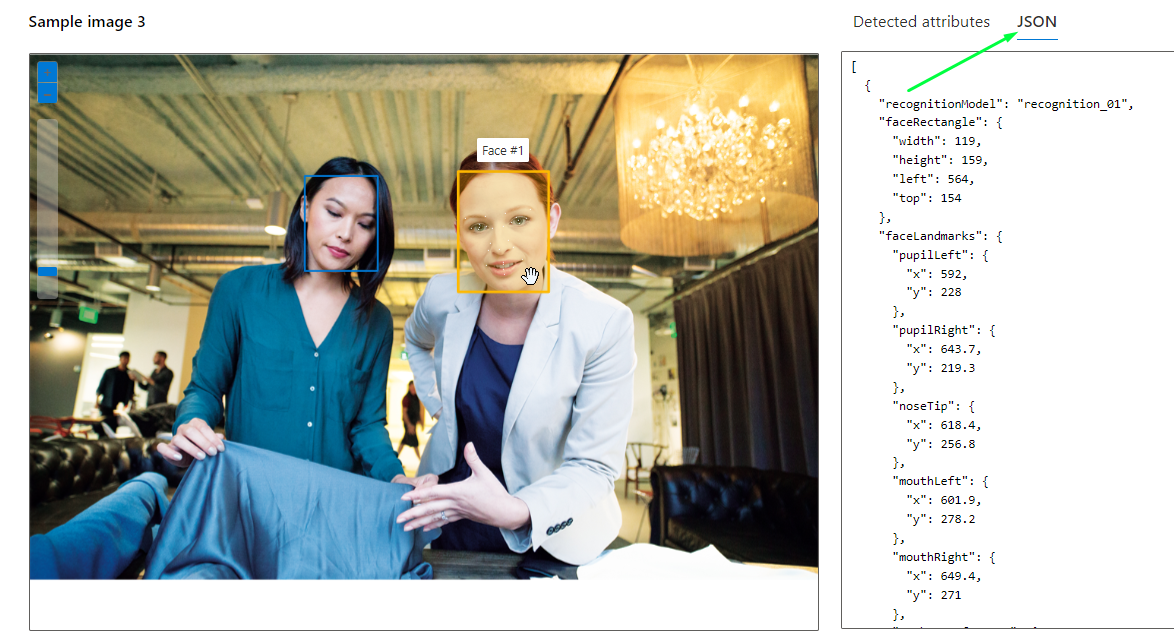 Sample image 3
Detected attributes JSON
Face #1
[
{
"recognitionModel": "recognition_01",
"faceRectangle": {
"width": 119,
"height": 159,
"left": 564,
"top": 154
},
"faceLandmarks": {
"pupilLeft": {
"x": 592,
"y": 228
},
"pupilRight": {
"x": 643.7,
"y": 219.3
},
"noseTip": {
"x": 618.4,
"y": 256.8
},
"mouthLeft": {
"x": 601.9,
"y": 278.2
},
"mouthRight": {
"x": 649.4,
"y": 271
},